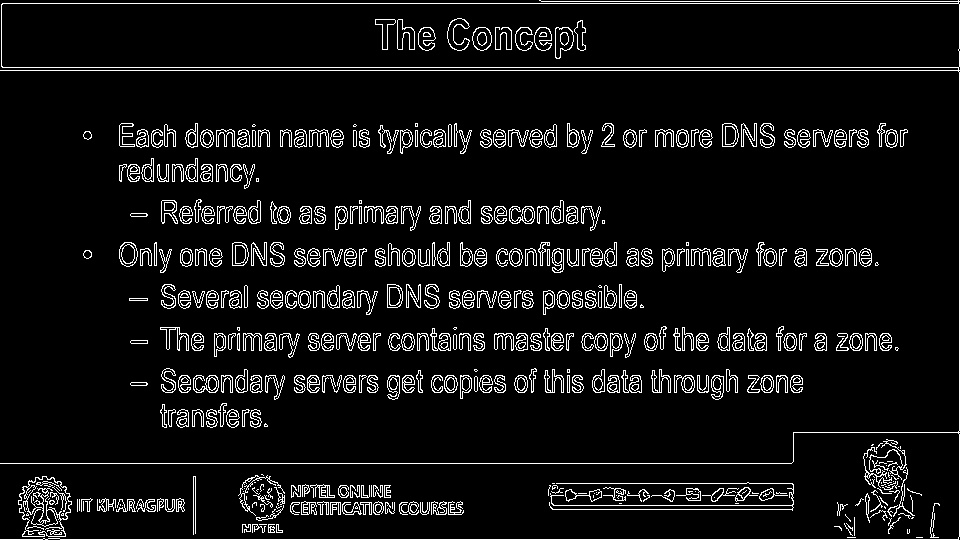 The Concept
• Each domain name is typically served by 2 or more DNS servers for
redundancy.
– Referred to as primary and secondary.
• Only one DNS server should be configured as primary for a zone.
– Several secondary DNS servers possible.
– The primary server contains master copy of the data for a zone.
– Secondary servers get copies of this data through zone
transfers.
IIT KHARAGPUR
NPTEL
NPTEL ONLINE
CERTIFICATION COURSES